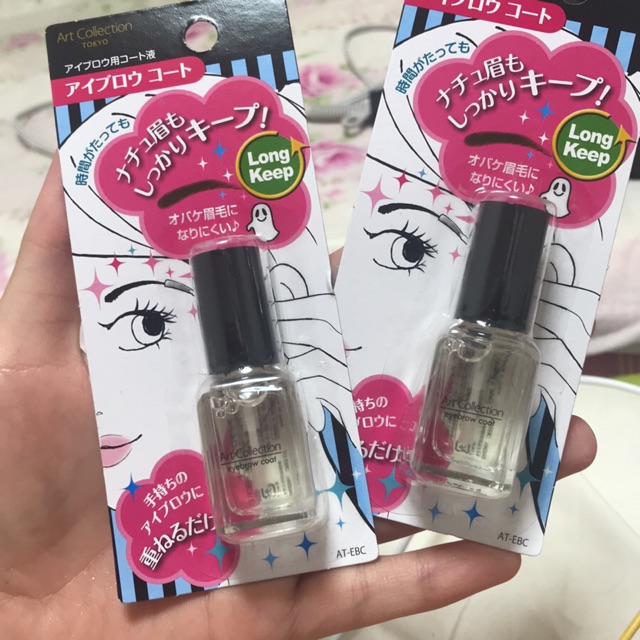 Art Collection
TOKYO
アイブロウ用コート液
アイブロウ コート
時間がたっても
ナチュ眉も
しっかりキープ!
Long
Keep
オバケ眉毛に
なりにくい♪
Art Collection
eyebrow coat
手持ちの
アイブロウに
重ねるだけ
AT-EBC
アイブロウ コート
時間がたっても
ナチュ眉も
しっかりキープ!
Long
Keep
オバケ眉毛に
なりにくい♪
Art Collection
eyebrow coat
手持ちの
ブロウに
るだけ
AT-EBC